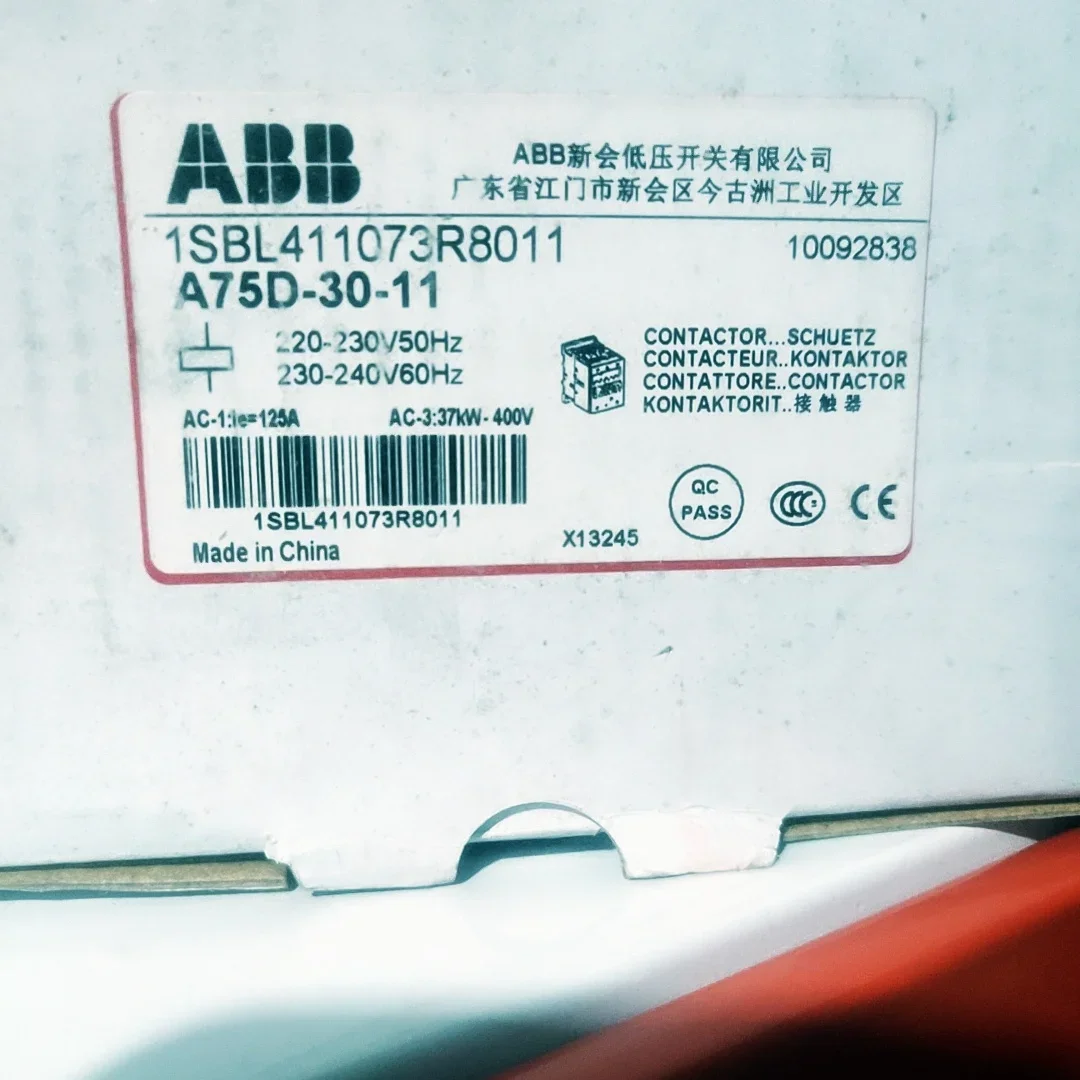 ABB
ABB新会低压开关有限公司
广东省江门市新会区今古洲工业开发区
1SBL411073R8011
10092838
A75D-30-11
220-230V50Hz
230-240V60Hz
CONTACTOR...SCHUETZ
CONTACTEUR..KONTAKTOR
CONTATTORE..CONTACTOR
KONTAKTORIT..接触器
AC-1:Ie=125A
AC-3:37kW-400V
1SBL411073R8011
QC
PASS
CCC
S
CE
X13245
Made in China